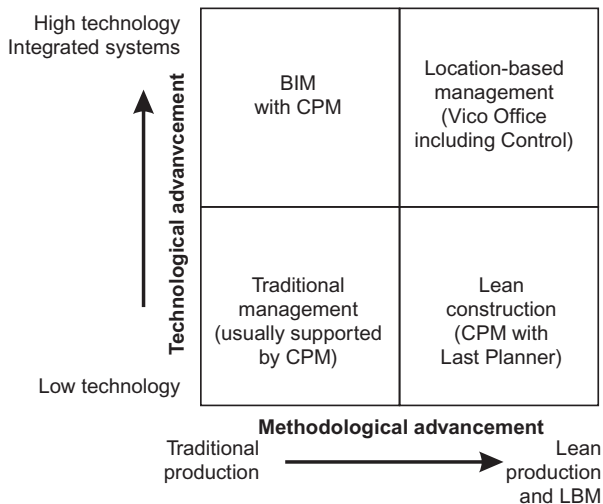 High technology
Integrated systems
BIM
with CPM
Location-based
management
(Vico Office
including Control)
Technological advanvcement
Traditional
management
(usually supported
by CPM)
Lean
construction
(CPM with
Last Planner)
Low technology
Methodological advancement
Traditional
production
Lean
production
and LBM